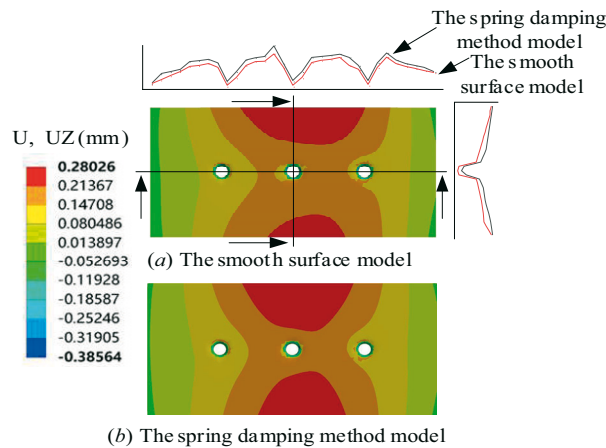 The spring damping
method model
The smooth
surface model
U, UZ(mm)
0.28026
0.21367
0.14708
0.080486
0.013897
-0.052693
-0.11928
-0.18587
-0.25246
-0.31905
-0.38564
(a) The smooth surface model
(b) The spring damping method model